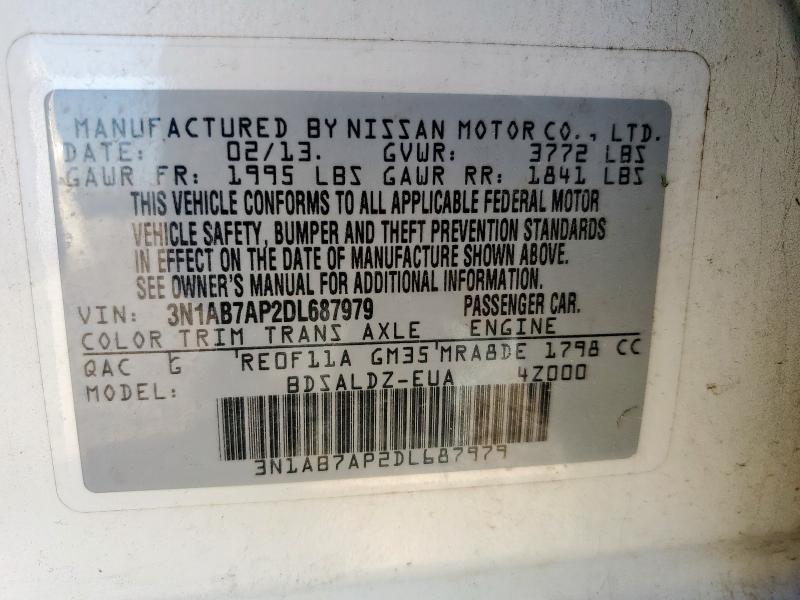 MANUFACTURED BY NISSAN MOTOR CO., LTD.
DATE: 02/13. GVWR: 3772 LBS
GAWR FR: 1995 LBS GAWR RR: 1841 LBS
THIS VEHICLE CONFORMS TO ALL APPLICABLE FEDERAL MOTOR
VEHICLE SAFETY, BUMPER AND THEFT PREVENTION STANDARDS
IN EFFECT ON THE DATE OF MANUFACTURE SHOWN ABOVE.
SEE OWNER'S MANUAL FOR ADDITIONAL INFORMATION.
VIN: 3N1AB7AP2DL687979 PASSENGER CAR.
COLOR TRIM TRANS AXLE ENGINE
QAC G 'RE0F11A GM35'MRA8DE 1798 CC
MODEL: BDSALDZ-EUA 4Z000
3N1AB7AP2DL687979